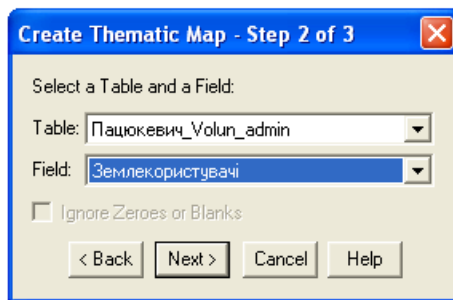 Create Thematic Map - Step 2 of 3
Select a Table and a Field:
Table: Пацюкевич_Volun_admin
Field: Землекористувачі
Ignore Zeroes or Blanks
< Back Next > Cancel Help